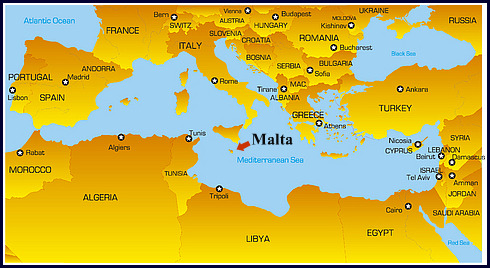 Atlantic Ocean
FRANCE
Bern
SWITZ.
Vienna
AUSTRIA
Budapest
HUNGARY
SLOVENIA
CROATIA
MOLDOVA
Kishinov
UKRAINE
RUSSIA
ROMANIA
Bucharest
Black Sea
ITALY
BOSNIA
SERBIA
BULGARIA
Sofia
ANDORRA
PORTUGAL
Madrid
Lisbon
SPAIN
Rome
Tirane
MAC.
ALBANIA
Ankara
TURKEY
GREECE
Athens
Rabat
Algiers
Tunis
Malta
Mediterranean Sea
Nicosia
CYPRUS
SYRIA
LEBANON
Beirut
Damascus
ISRAEL
Tel Aviv
Amman
JORDAN
MOROCCO
TUNISIA
ALGERIA
Tripoli
Cairo
SAUDI ARABIA
LIBYA
EGYPT
Red Sea